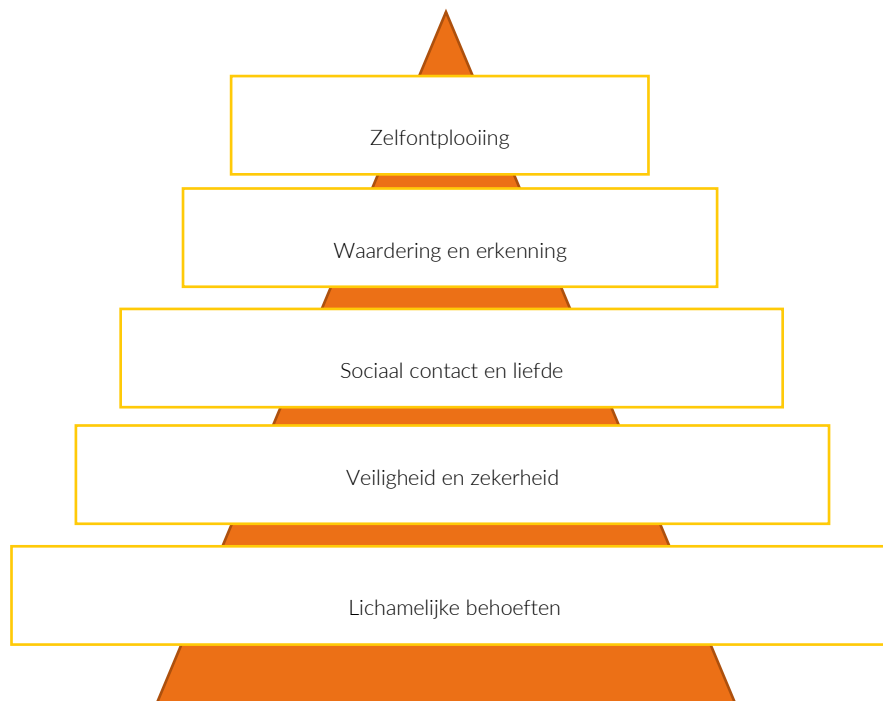 Zelfontplooiing
Waardering en erkenning
Sociaal contact en liefde
Veiligheid en zekerheid
Lichamelijke behoeften